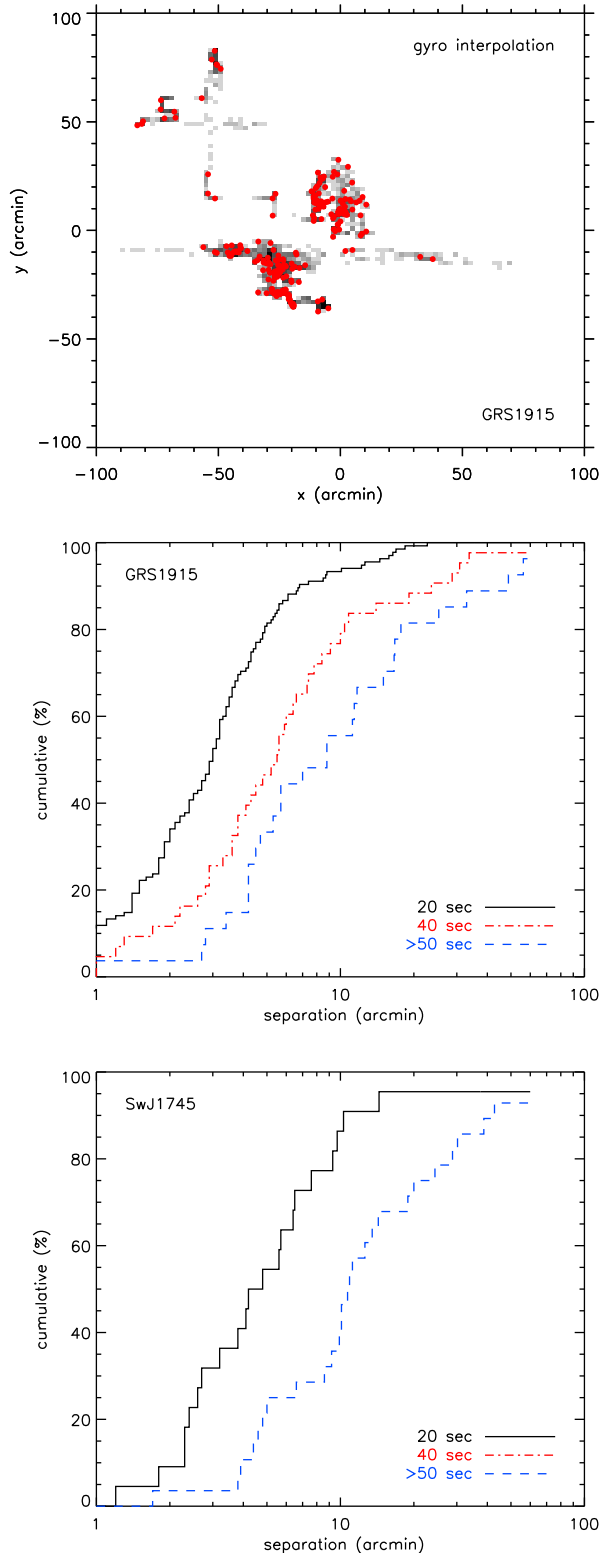 100
50
0
−50
−100
y (arcmin)
gyro interpolation
GRS1915
−100
−50
0
50
100
x (arcmin)
100
80
60
40
20
0
cumulative (%)
GRS1915
20 sec
40 sec
>50 sec
1
10
100
separation (arcmin)
100
80
60
40
20
0
cumulative (%)
SwJ1745
20 sec
40 sec
>50 sec
1
10
100
separation (arcmin)